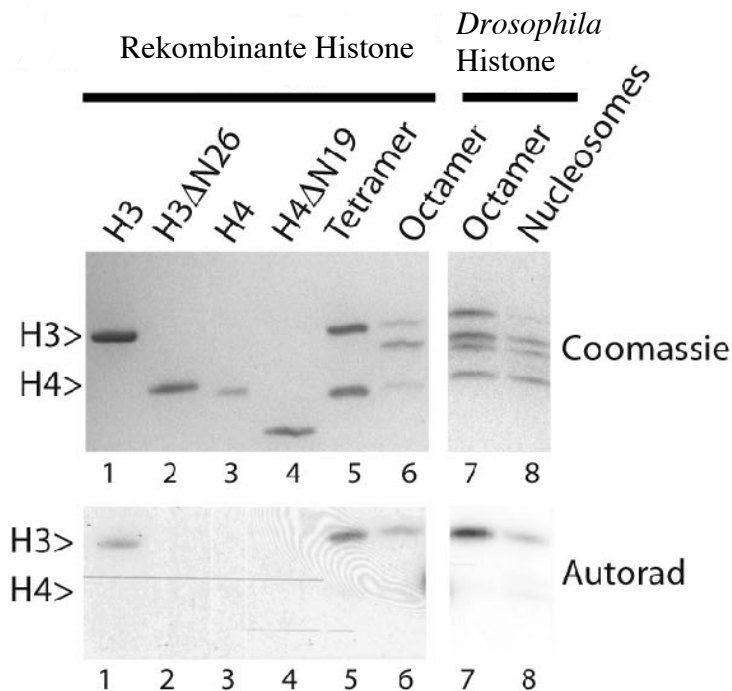 Rekombinante Histone
Drosophila
Histone
H3
H3ΔN26
H4
H4ΔN19
Tetramer
Octamer
Octamer
Nucleosomes
H3>
H4>
Coomassie
1 2 3 4 5 6 7 8
H3>
H4>
Autorad
1 2 3 4 5 6 7 8